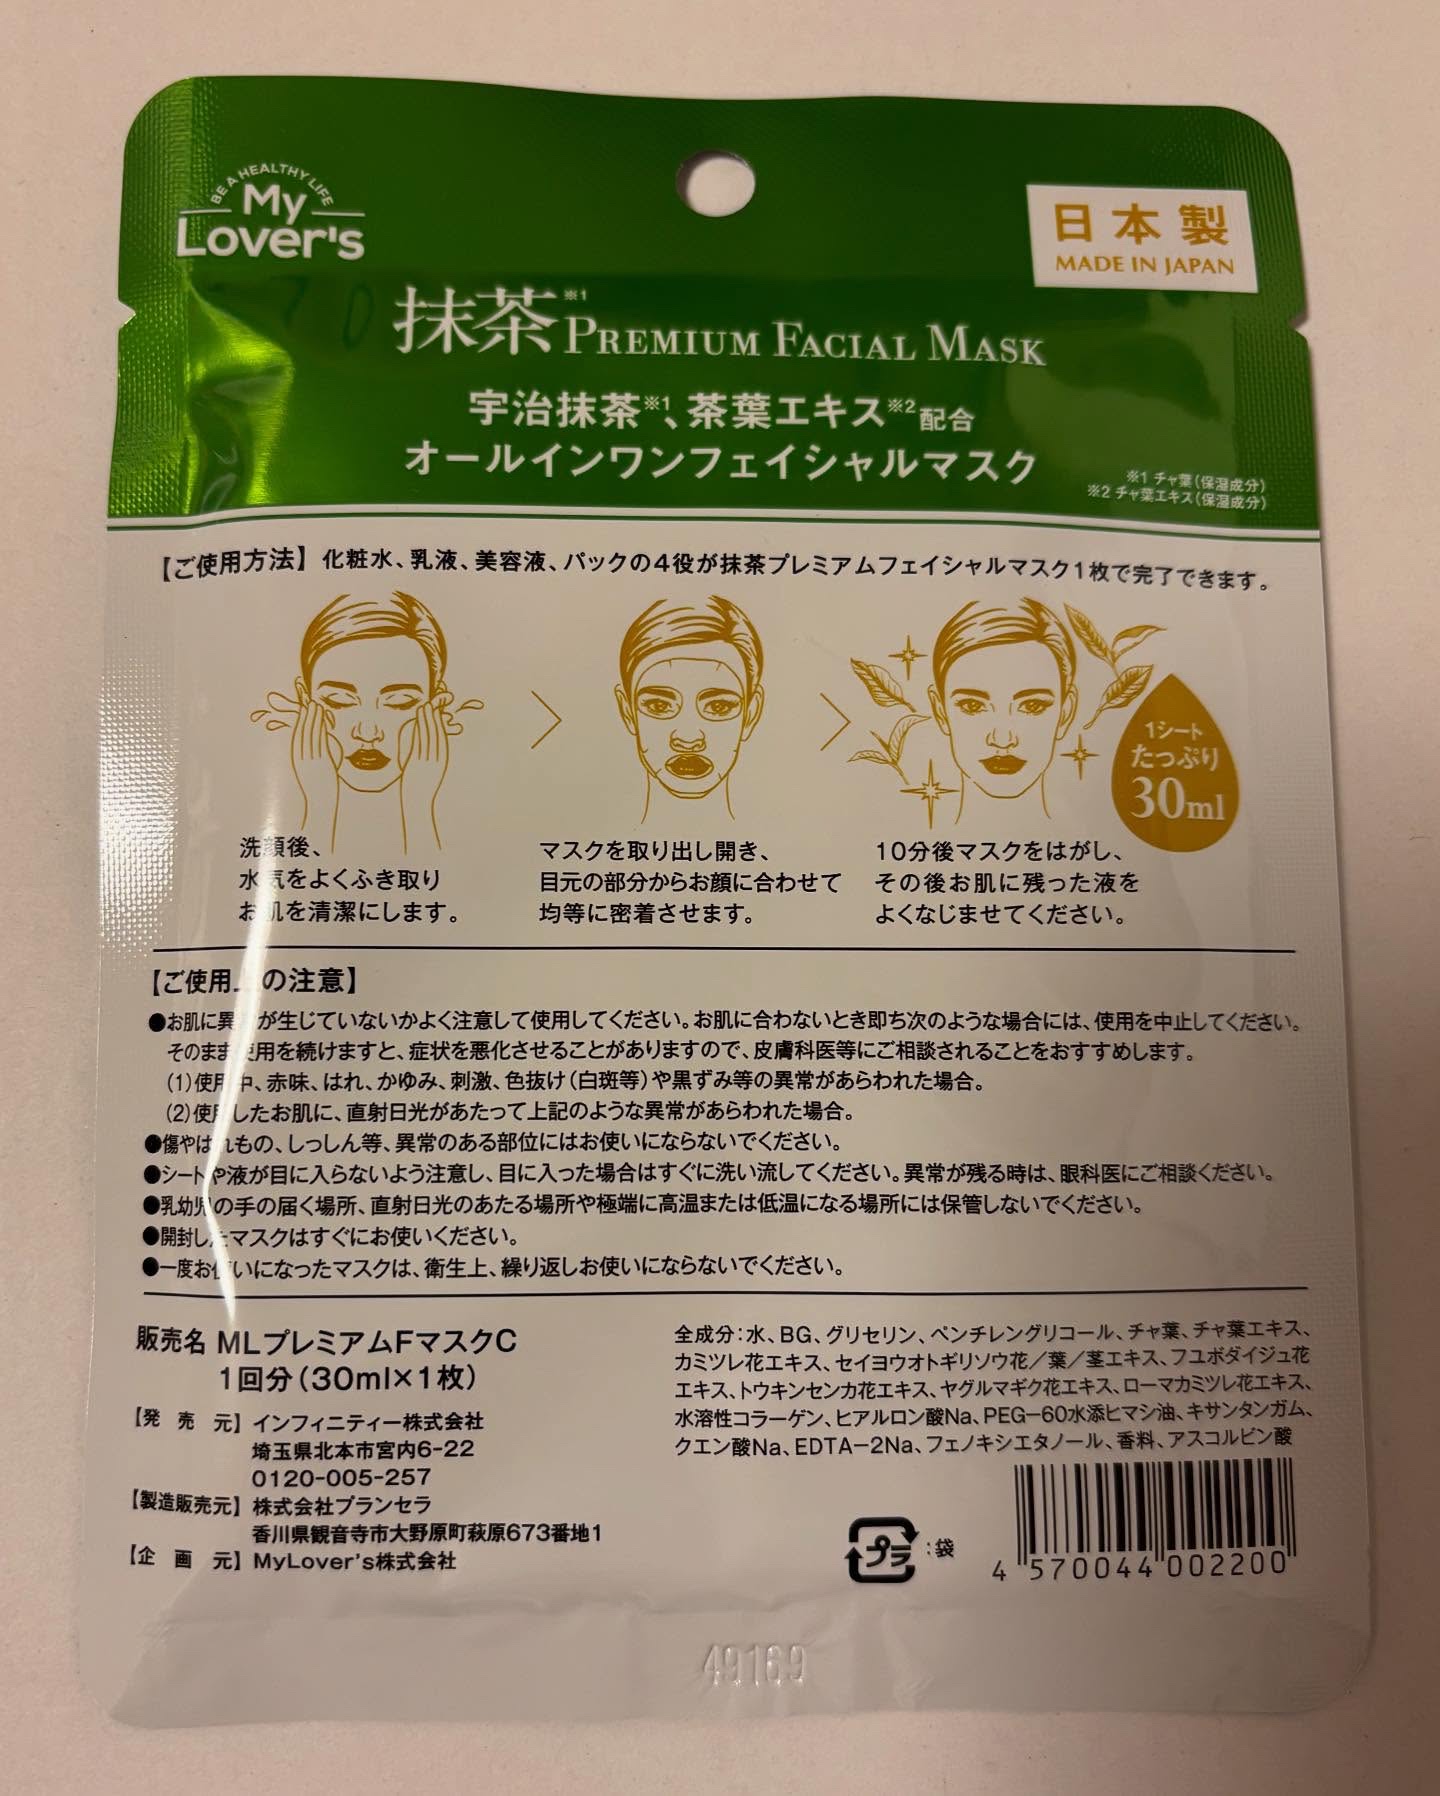 BE A HEALTHY LIFE
My
Lover's
日本製
MADE IN JAPAN
抹茶※1 PREMIUM FACIAL MASK
宇治抹茶※1、茶葉エキス※2配合
オールインワンフェイシャルマスク
※1 チャ葉(保湿成分)
※2 チャ葉エキス(保湿成分)
【ご使用方法】化粧水、乳液、美容液、パックの4役が抹茶プレミアムフェイシャルマスク1枚で完了できます。
1シート
たっぷり
30ml
洗顔後、
水気をよくふき取り
お肌を清潔にします。
マスクを取り出し開き、
目元の部分からお顔に合わせて
均等に密着させます。
10分後マスクをはがし、
その後お肌に残った液を
よくなじませてください。
【ご使用上の注意】
●お肌に異常が生じていないかよく注意して使用してください。お肌に合わないとき即ち次のような場合には、使用を中止してください。
そのまま使用を続けますと、症状を悪化させることがありますので、皮膚科医等にご相談されることをおすすめします。
(1)使用中、赤味、はれ、かゆみ、刺激、色抜け(白斑等)や黒ずみ等の異常があらわれた場合。
(2)使用したお肌に、直射日光があたって上記のような異常があらわれた場合。
●傷やはれもの、しっしん等、異常のある部位にはお使いにならないでください。
●シートや液が目に入らないよう注意し、目に入った場合はすぐに洗い流してください。異常が残る時は、眼科医にご相談ください。
●乳幼児の手の届く場所、直射日光のあたる場所や極端に高温または低温になる場所には保管しないでください。
●開封したマスクはすぐにお使いください。
●一度お使いになったマスクは、衛生上、繰り返しお使いにならないでください。
販売名 MLプレミアムFマスクC
1回分(30ml×1枚)
【発売元】インフィニティー株式会社
埼玉県北本市宮内6-22
0120-005-257
【製造販売元】株式会社プランセラ
香川県観音寺市大野原町萩原673番地1
【企画元】MyLover's株式会社
全成分:水、BG、グリセリン、ペンチレングリコール、チャ葉、チャ葉エキス、
カミツレ花エキス、セイヨウオトギリソウ花/葉/茎エキス、フユボダイジュ花
エキス、トウキンセンカ花エキス、ヤグルマギク花エキス、ローマカミツレ花エキス、
水溶性コラーゲン、ヒアルロン酸Na、PEG-60水添ヒマシ油、キサンタンガム、
クエン酸Na、EDTA-2Na、フェノキシエタノール、香料、アスコルビン酸
プラ:袋
4 570044 002200
49169